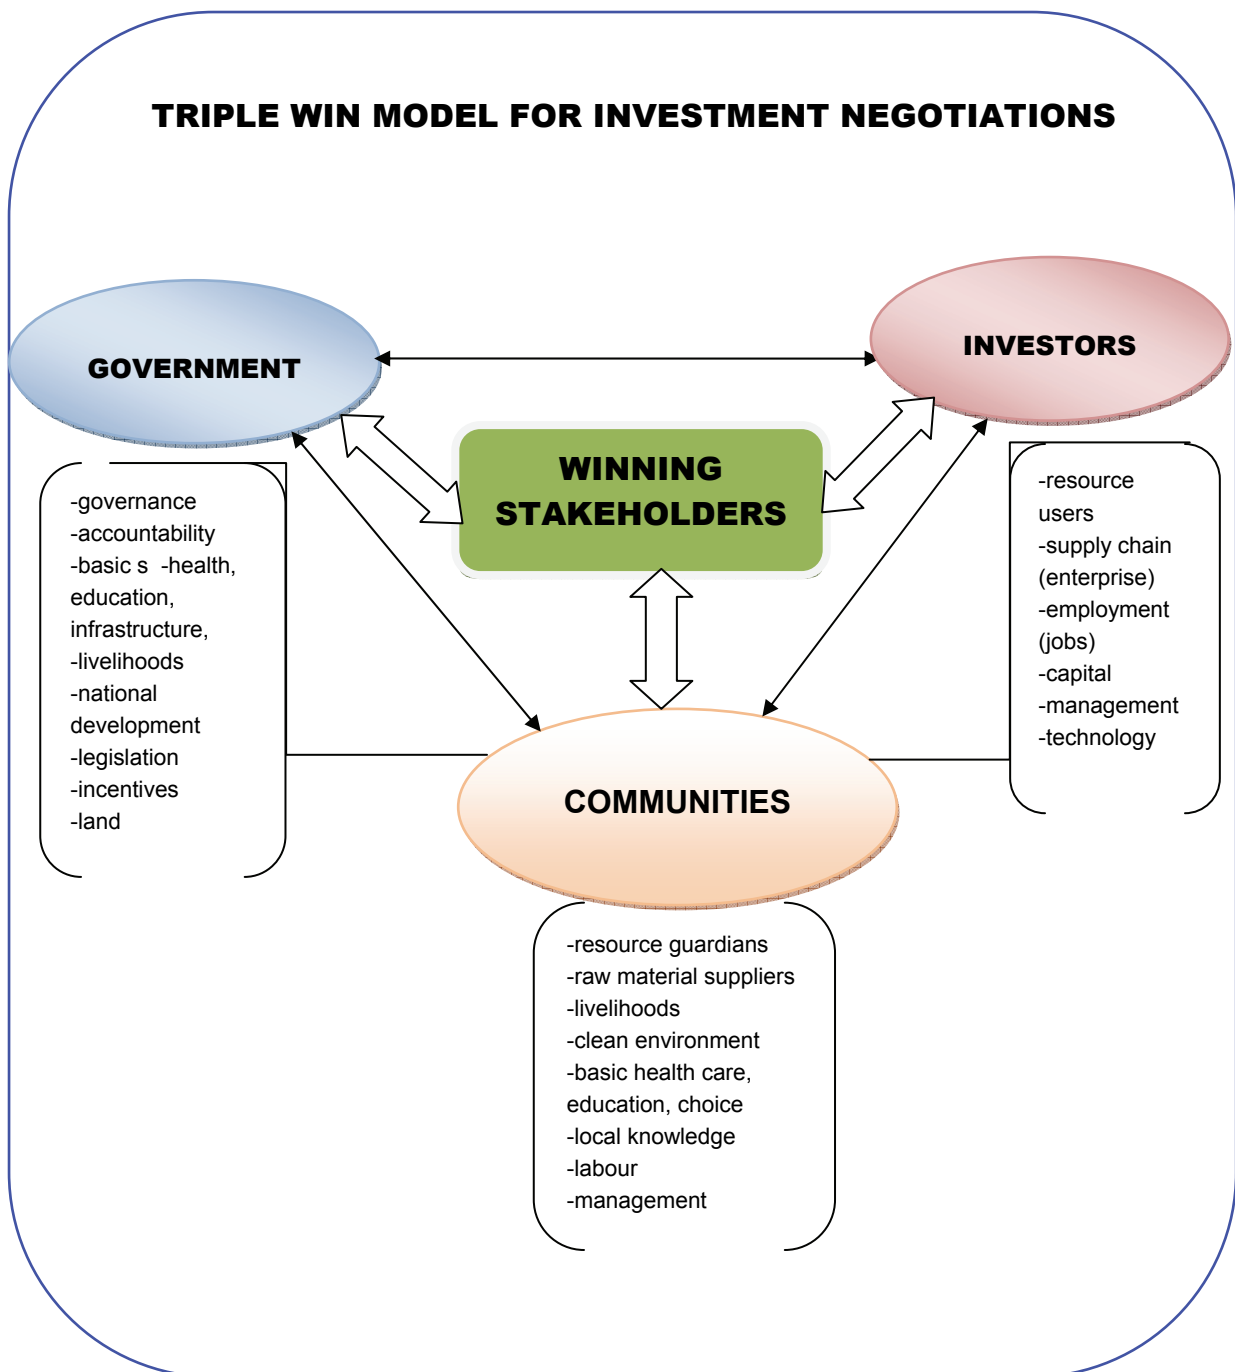 TRIPLE WIN MODEL FOR INVESTMENT NEGOTIATIONS
GOVERNMENT
INVESTORS
WINNING
STAKEHOLDERS
-governance
-accountability
-basic s -health,
education,
infrastructure,
-livelihoods
-national
development
-legislation
-incentives
-land
-resource
users
-supply chain
(enterprise)
-employment
(jobs)
-capital
-management
-technology
COMMUNITIES
-resource guardians
-raw material suppliers
-livelihoods
-clean environment
-basic health care,
education, choice
-local knowledge
-labour
-management